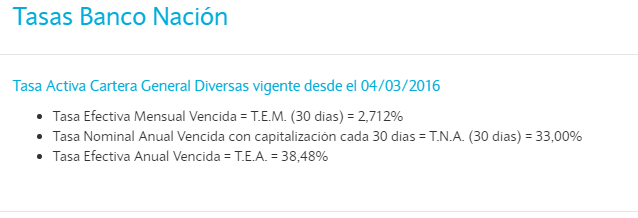 Tasas Banco Nación
Tasa Activa Cartera General Diversas vigente desde el 04/03/2016
• Tasa Efectiva Mensual Vencida = T.E.M. (30 dias) = 2,712%
• Tasa Nominal Anual Vencida con capitalización cada 30 dias = T.N.A. (30 dias) = 33,00%
• Tasa Efectiva Anual Vencida = T.E.A. = 38,48%